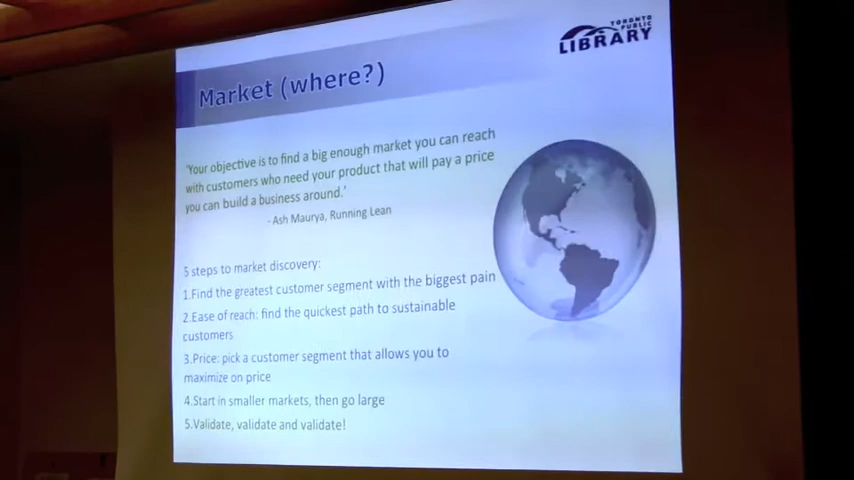 TORONTO
PUBLIC
LIBRARY
Market (where?)
'Your objective is to find a big enough market you can reach
with customers who need your product that will pay a price
you can build a business around.'
- Ash Maurya, Running Lean
5 steps to market discovery:
1.Find the greatest customer segment with the biggest pain
2.Ease of reach: find the quickest path to sustainable
customers
3.Price: pick a customer segment that allows you to
maximize on price
4.Start in smaller markets, then go large
5.Validate, validate and validate!